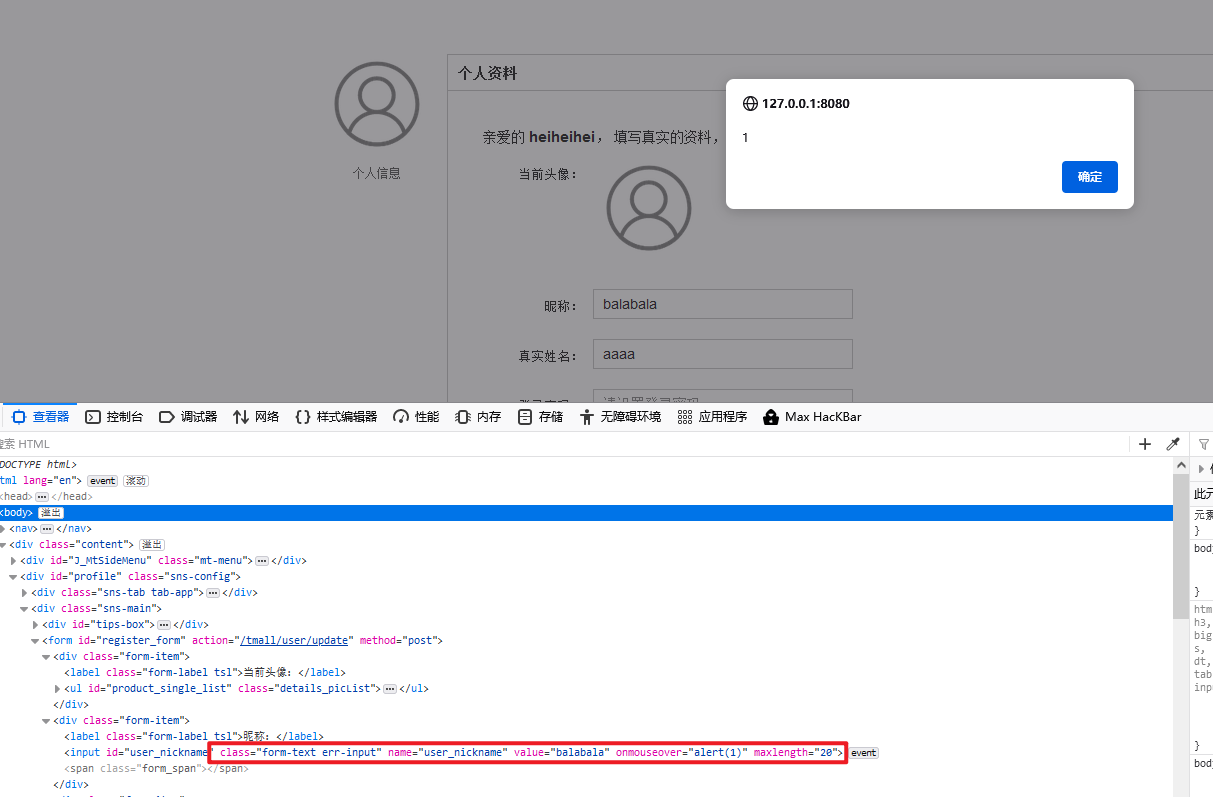 个人资料
127.0.0.1:8080
1
确定
亲爱的 heiheihei， 填写真实的资料，
个人信息
当前头像：
昵称：
balabala
真实姓名：
aaaa
查看器 控制台 调试器 网络 样式编辑器 性能 内存 存储 无障碍环境 应用程序 Max HacKBar
搜索 HTML
DOCTYPE html>
tml lang="en"> event 滚动
<head> ··· </head>
<body> 溢出
此元
元素
<nav> ··· </nav>
}
<div class="content"> 溢出
body
<div id="J_MtSideMenu" class="mt-menu"> ··· </div>
<div id="profile" class="sns-config">
<div class="sns-tab tab-app"> ··· </div>
}
<div class="sns-main">
htm
<div id="tips-box"> ··· </div>
h3,
big
<form id="register_form" action="/tmall/user/update" method="post">
s,
<div class="form-item">
dt,
<label class="form-label tsl">当前头像：</label>
tab
<ul id="product_single_list" class="details_picList"> ··· </ul>
inp
</div>
<div class="form-item">
<label class="form-label tsl">昵称：</label>
<input id="user_nickname" class="form-text err-input" name="user_nickname" value="balabala" onmouseover="alert(1)" maxlength="20"> event
}
<span class="form_span"></span>
body
</div>